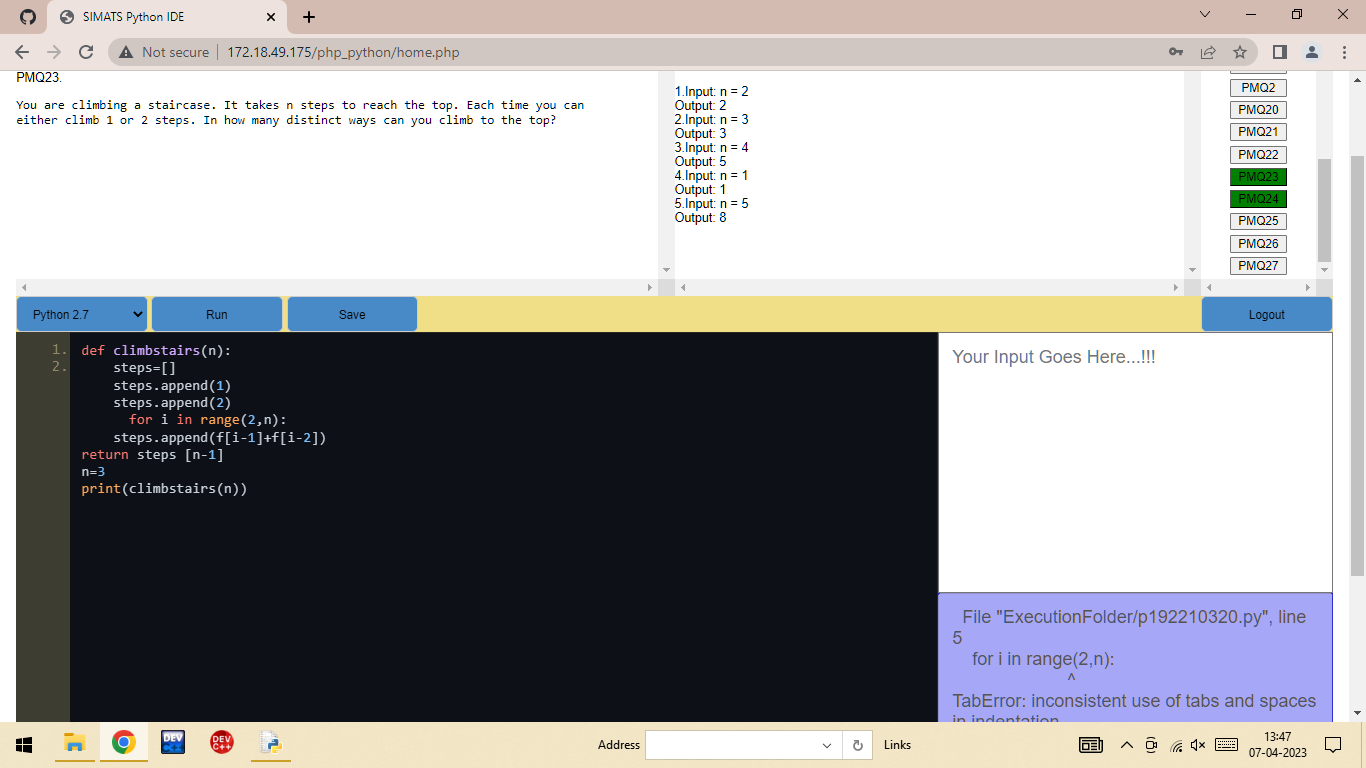 SIMATS Python IDE
Not secure 172.18.49.175/php_python/home.php
PMQ23.
You are climbing a staircase. It takes n steps to reach the top. Each time you can
either climb 1 or 2 steps. In how many distinct ways can you climb to the top?
1.Input: n = 2
Output: 2
2.Input: n = 3
Output: 3
3.Input: n = 4
Output: 5
4.Input: n = 1
Output: 1
5.Input: n = 5
Output: 8
PMQ2
PMQ20
PMQ21
PMQ22
PMQ23
PMQ24
PMQ25
PMQ26
PMQ27
Python 2.7 Run Save Logout
1. def climbstairs(n):
2.     steps=[]
    steps.append(1)
    steps.append(2)
      for i in range(2,n):
    steps.append(f[i-1]+f[i-2])
return steps [n-1]
n=3
print(climbstairs(n))
Your Input Goes Here...!!!
File "ExecutionFolder/p192210320.py", line
5
for i in range(2,n):
^
TabError: inconsistent use of tabs and spaces
in indentation
DEV C++
DEV C++
Address
Links
13:47
07-04-2023